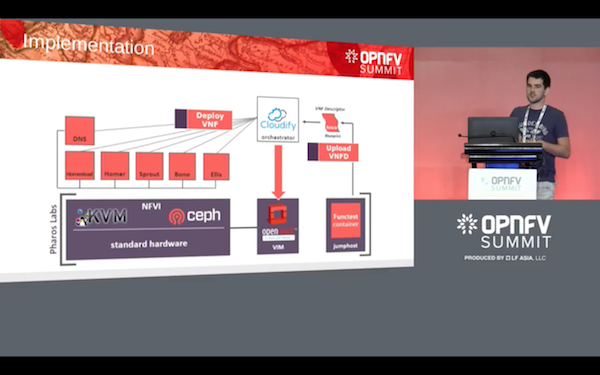 Implementation
OPNFV
SUMMIT
Deploy
VNF
Cloudify
orchestrator
VNF Descriptor
Blueprint
Upload
VNFD
DNS
Homestead
Homer
Sprout
Bono
Ellis
Pharos Labs
NFVI
KVM
ceph
standard hardware
VIM
Functest
container
jumphost
OPNFV
SUMMIT
OPNFV
SUMMIT
PRODUCED BY LF ASIA, LLC